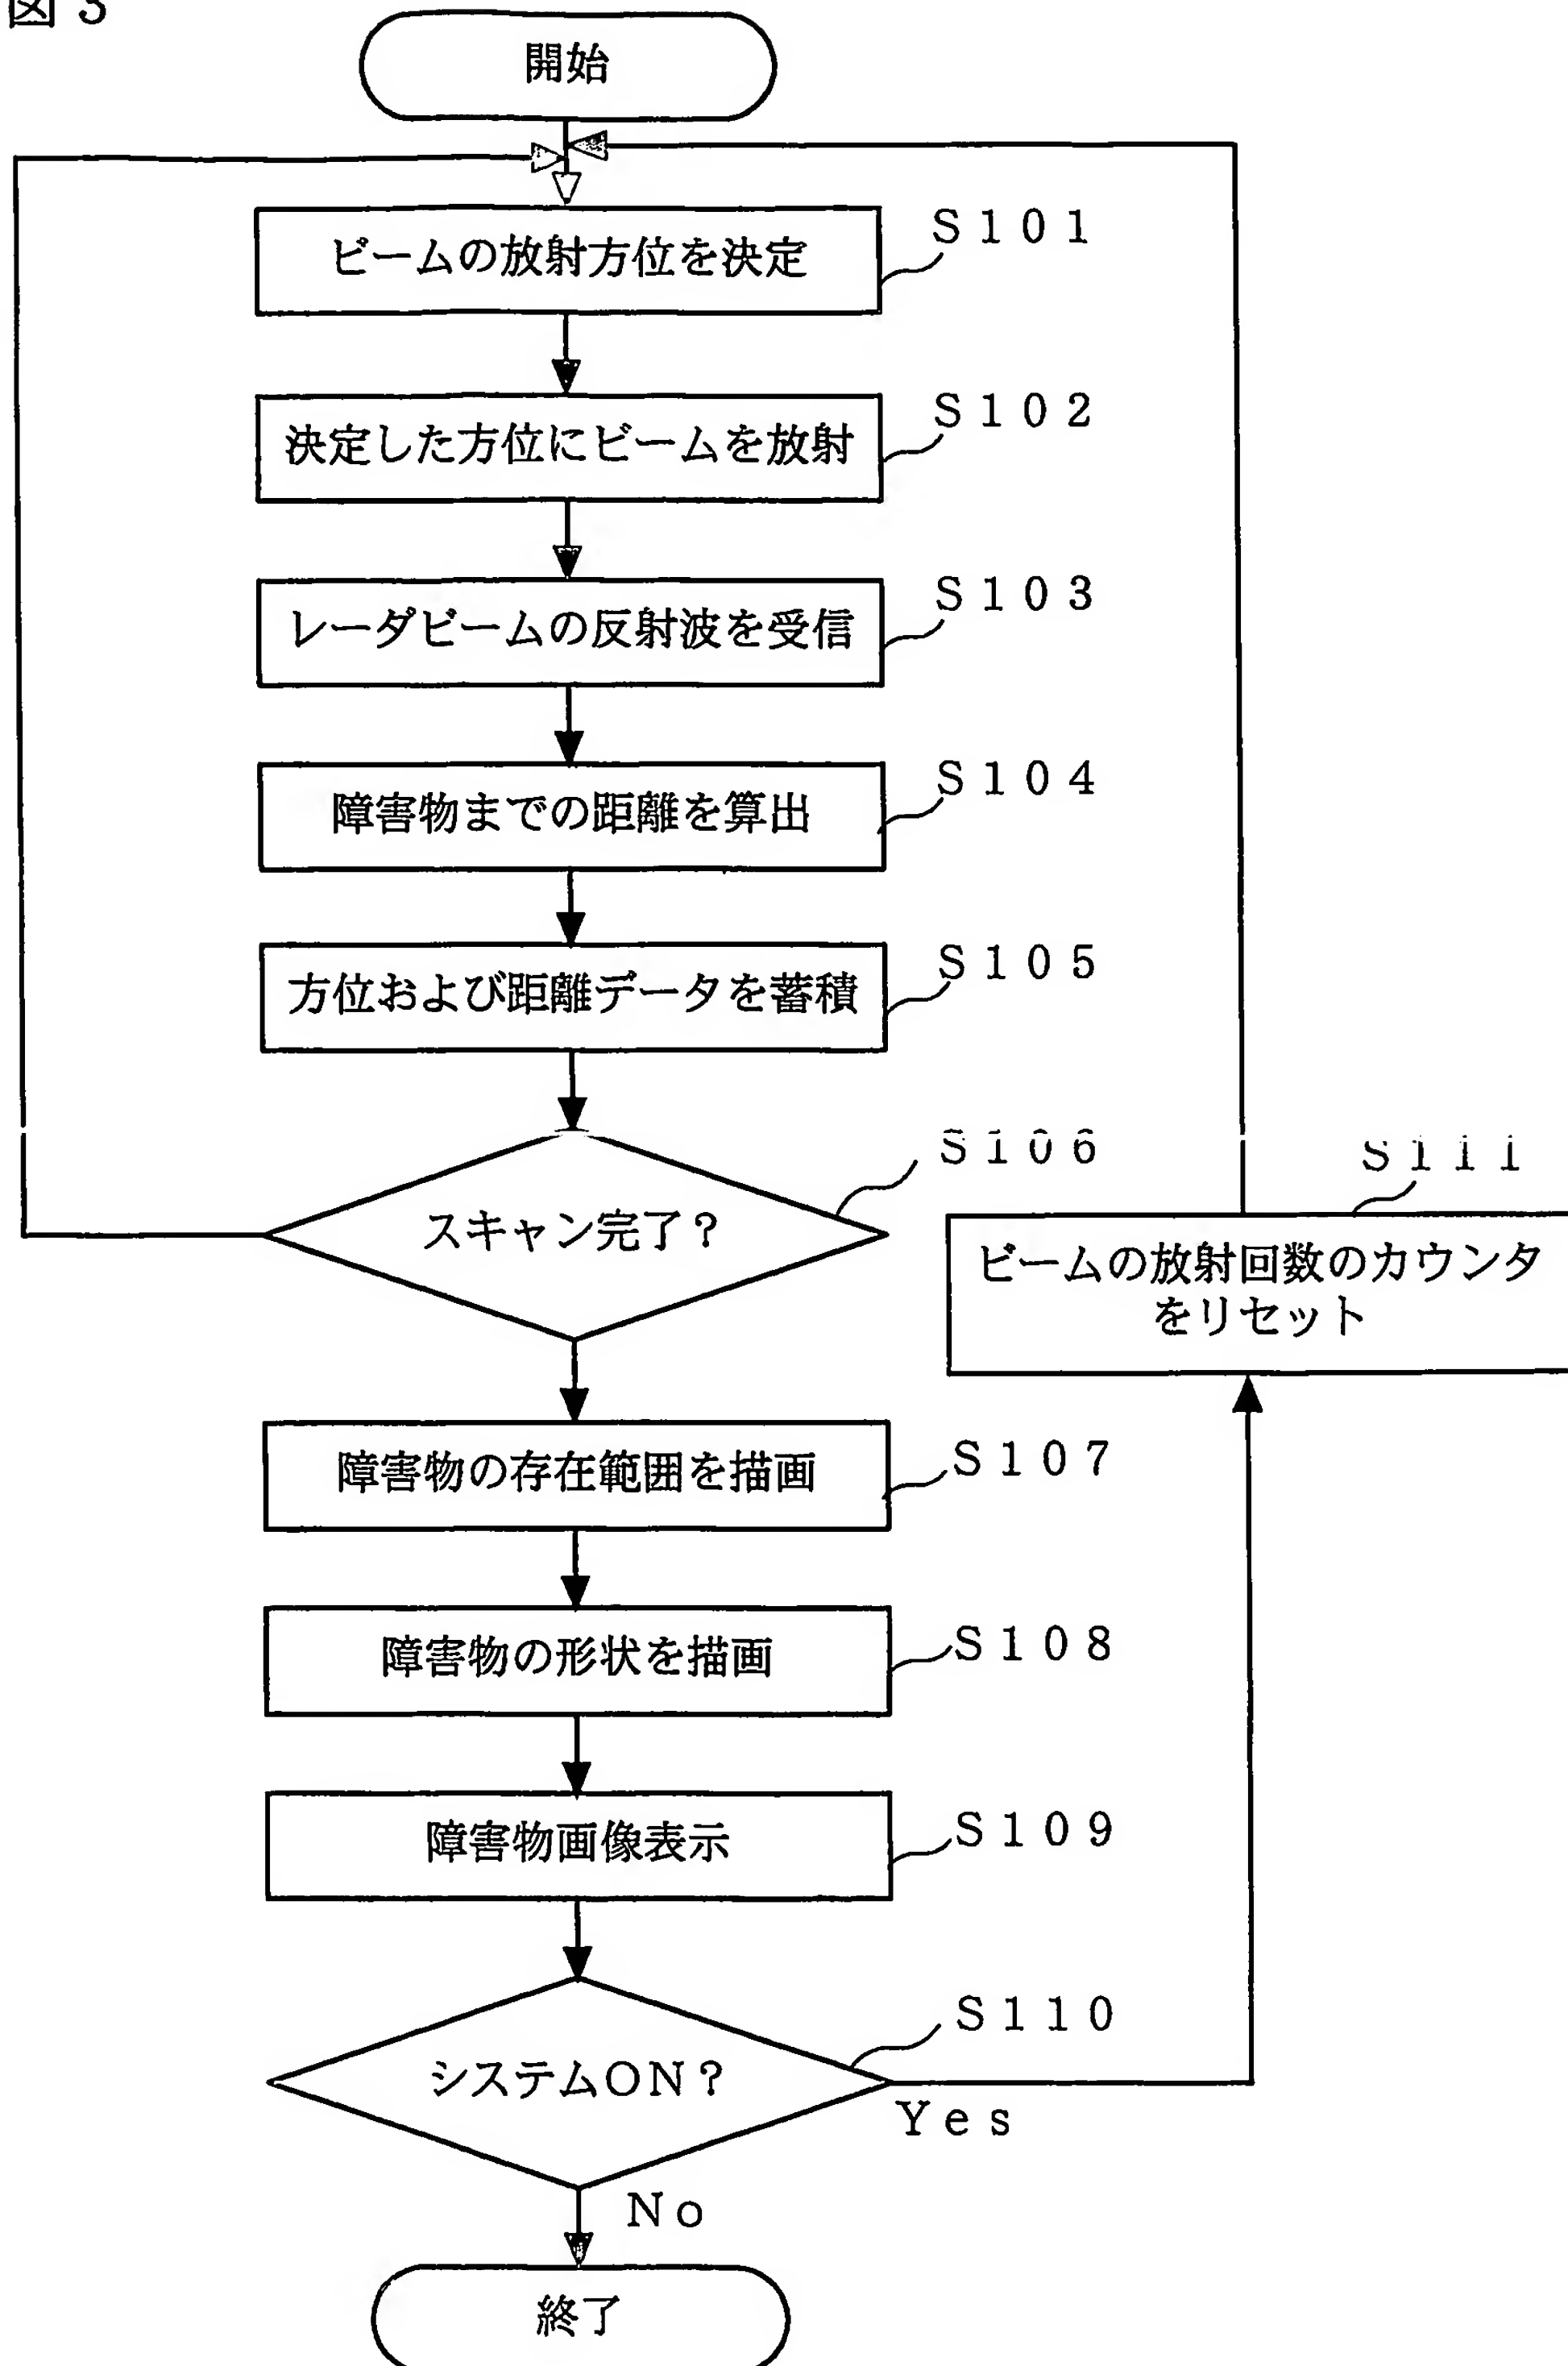 図3
開始
ビームの放射方位を決定
S101
決定した方位にビームを放射
S102
レーダビームの反射波を受信
S103
障害物までの距離を算出
S104
方位および距離データを蓄積
S105
スキャン完了?
S106
ビームの放射回数のカウンタ
をリセット
S111
障害物の存在範囲を描画
S107
障害物の形状を描画
S108
障害物画像表示
S109
システムON?
S110
Yes
No
終了